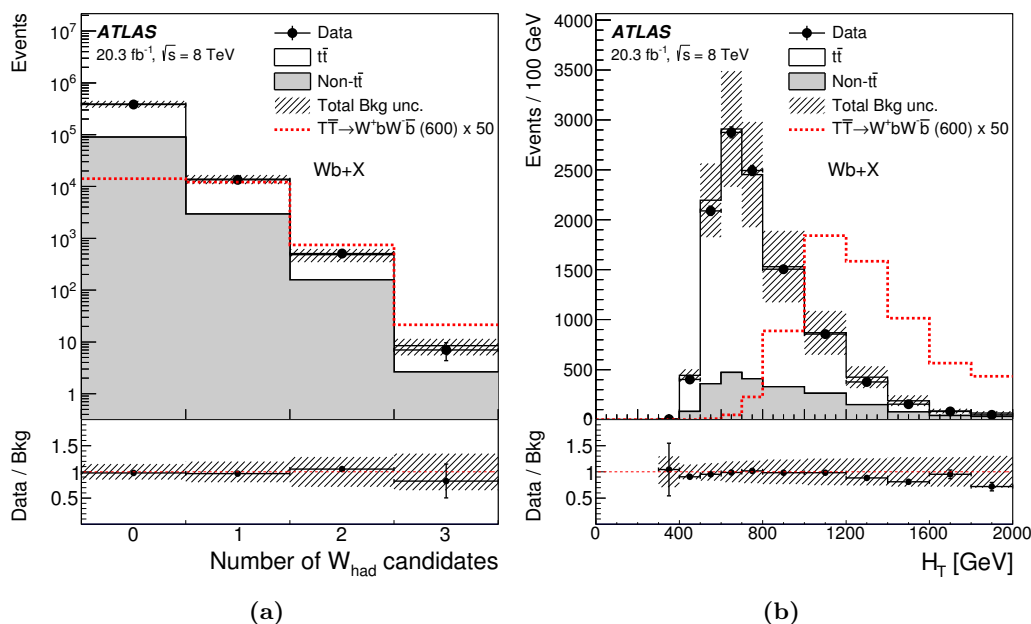 Events
10⁷
10⁶
10⁵
10⁴
10³
10²
10
1
ATLAS
20.3 fb⁻¹, √s = 8 TeV
Data
tt̄
Non-tt̄
Total Bkg unc.
TT̄→W⁺bW⁻b̄ (600) x 50
Wb+X
Data / Bkg
1.5
1
0.5
0 1 2 3
Number of W_had candidates
(a)
Events / 100 GeV
4000
3500
3000
2500
2000
1500
1000
500
0
ATLAS
20.3 fb⁻¹, √s = 8 TeV
Data
tt̄
Non-tt̄
Total Bkg unc.
TT̄→W⁺bW⁻b̄ (600) x 50
Wb+X
Data / Bkg
1.5
1
0.5
0 400 800 1200 1600 2000
H_T [GeV]
(b)